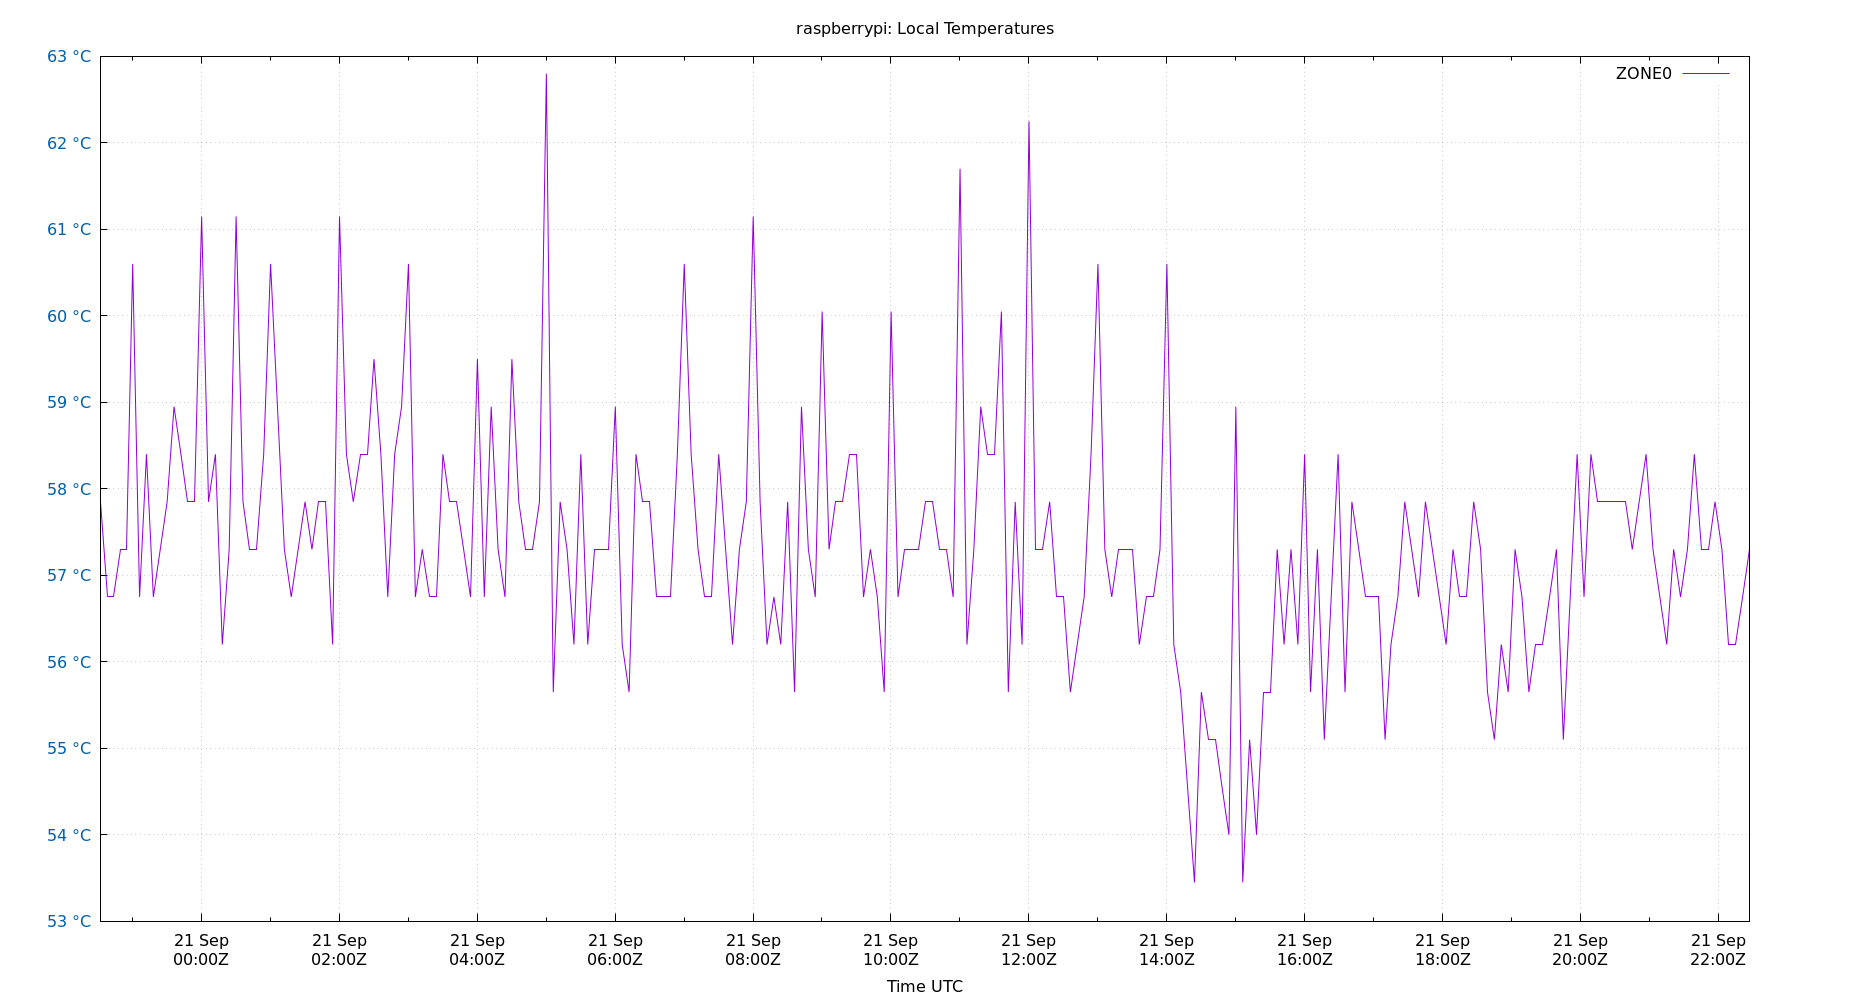 raspberrypi: Local Temperatures
ZONE0
63 °C
62 °C
61 °C
60 °C
59 °C
58 °C
57 °C
56 °C
55 °C
54 °C
53 °C
21 Sep 21 Sep 21 Sep 21 Sep 21 Sep 21 Sep 21 Sep 21 Sep 21 Sep 21 Sep 21 Sep 21 Sep
00:00Z 02:00Z 04:00Z 06:00Z 08:00Z 10:00Z 12:00Z 14:00Z 16:00Z 18:00Z 20:00Z 22:00Z
Time UTC